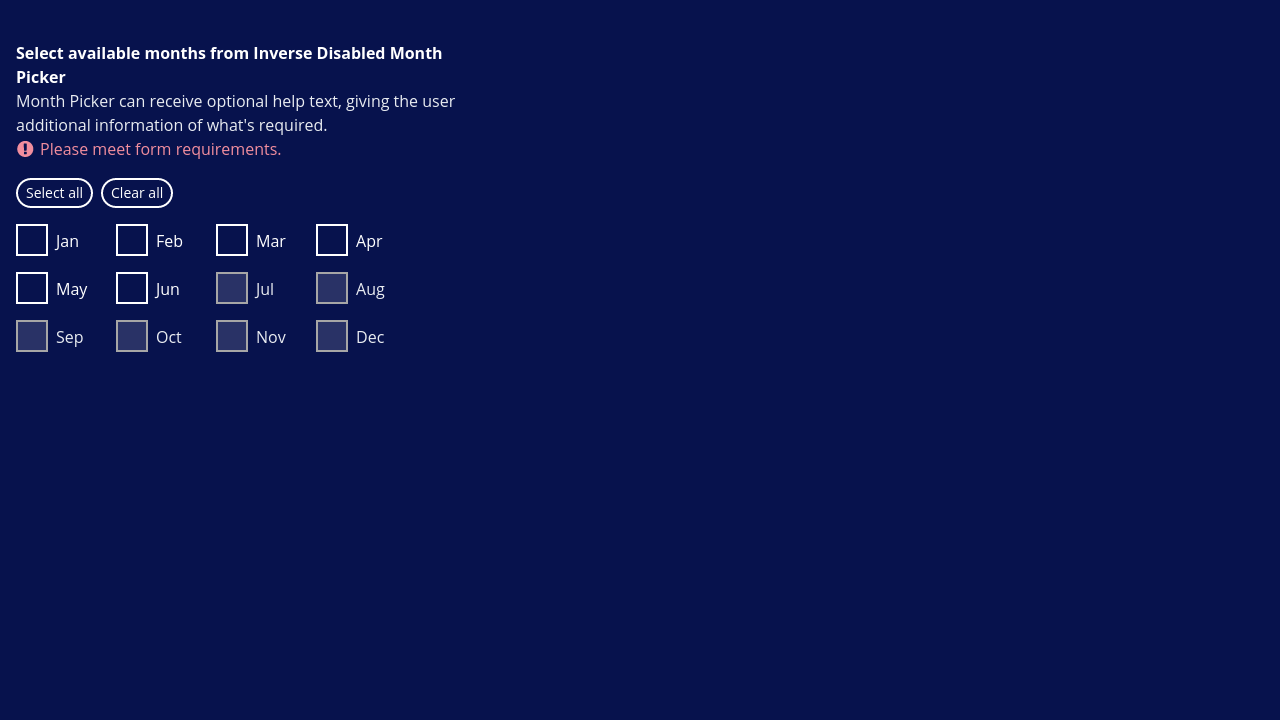 Select available months from Inverse Disabled Month
Picker
Month Picker can receive optional help text, giving the user
additional information of what's required.
Please meet form requirements.
Select all Clear all
Jan Feb Mar Apr
May Jun Jul Aug
Sep Oct Nov Dec